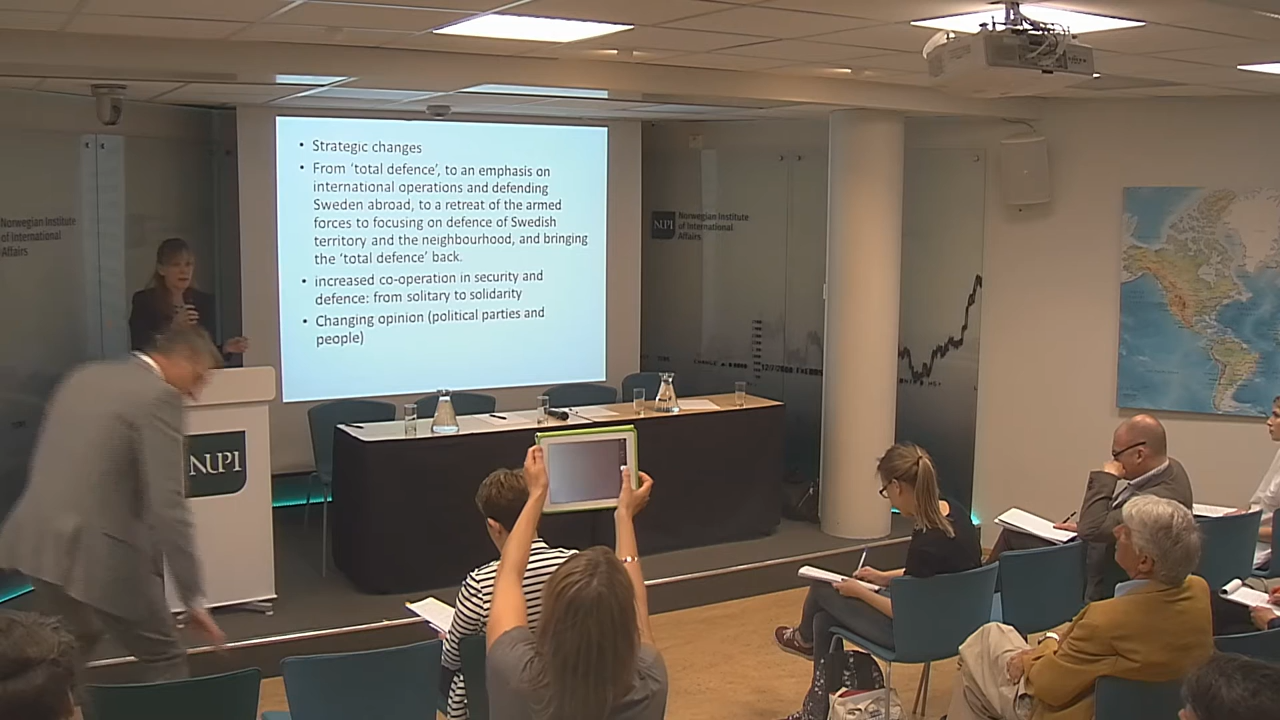 • Strategic changes
• From ‘total defence’, to an emphasis on
international operations and defending
Sweden abroad, to a retreat of the armed
forces to focusing on defence of Swedish
territory and the neighbourhood, and bringing
the ‘total defence’ back.
• increased co-operation in security and
defence: from solitary to solidarity
• Changing opinion (political parties and
people)
Norwegian Institute
of International
Affairs
NUPI
Norwegian Institute
of International
Affairs
NUPI